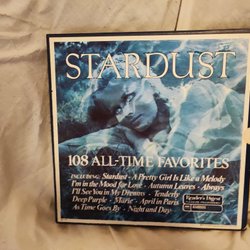 STARDUST
108 ALL-TIME FAVORITES
INCLUDING: Stardust - A Pretty Girl Is Like a Melody
I'm in the Mood for Love - Autumn Leaves - Always
I'll See You in My Dreams - Tenderly
Deep Purple - Marie - April in Paris
As Time Goes By - Night and Day
Reader's Digest